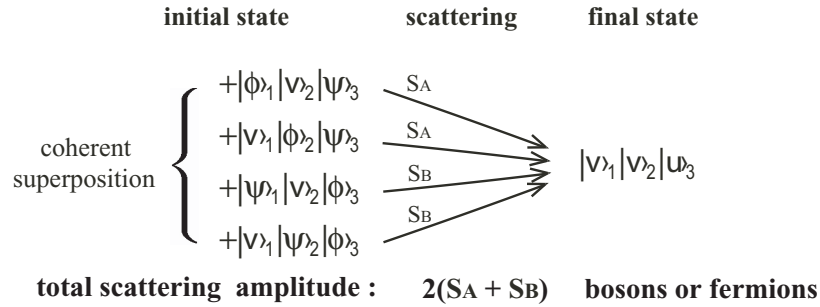 initial state scattering final state
+|ϕ⟩₁|v⟩₂|ψ⟩₃ SA
+|v⟩₁|ϕ⟩₂|ψ⟩₃ SA
coherent
superposition
+|ψ⟩₁|v⟩₂|ϕ⟩₃ SB
+|v⟩₁|ψ⟩₂|ϕ⟩₃ SB
|v⟩₁|v⟩₂|u⟩₃
total scattering amplitude : 2(SA + SB) bosons or fermions